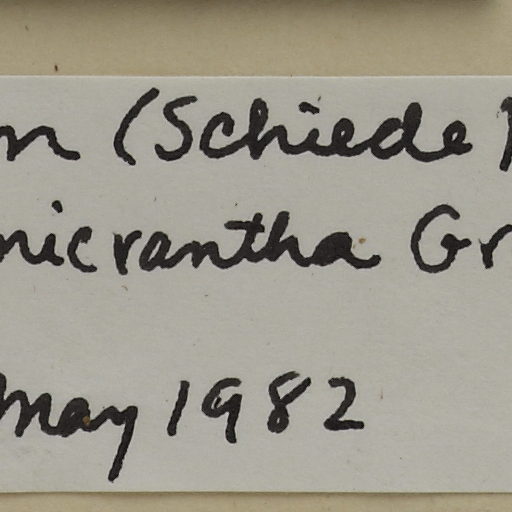 m (Schiede
micrantha Gr
May 1982